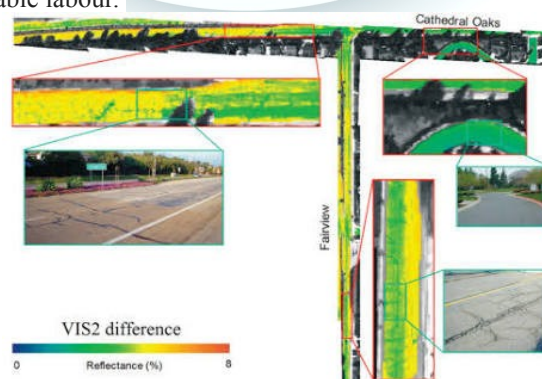 able labour.
Cathedral Oaks
Fairview
VIS2 difference
0 8
Reflectance (%)